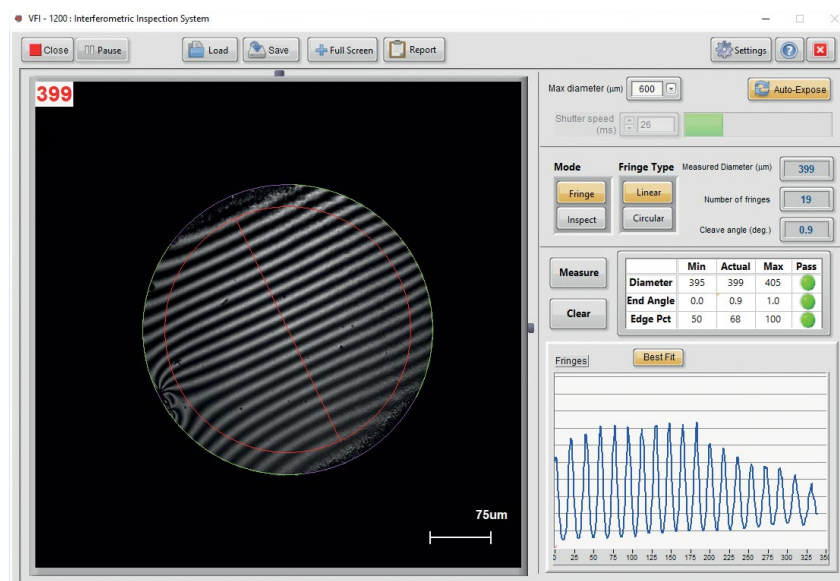 VFI - 1200 : Interferometric Inspection System
Close Pause Load Save Full Screen Report Settings
399
75um
Max diameter (µm) 600 Auto-Expose
Shutter speed (ms) 26
Mode Fringe Type Measured Diameter (µm) 399
Fringe Linear Number of fringes 19
Inspect Circular Cleave angle (deg.) 0.9
Measure
Clear
Min Actual Max Pass
Diameter 395 399 405
End Angle 0.0 0.9 1.0
Edge Pct 50 68 100
Fringes Best Fit
0 25 50 75 100 125 150 175 200 225 250 275 300 325